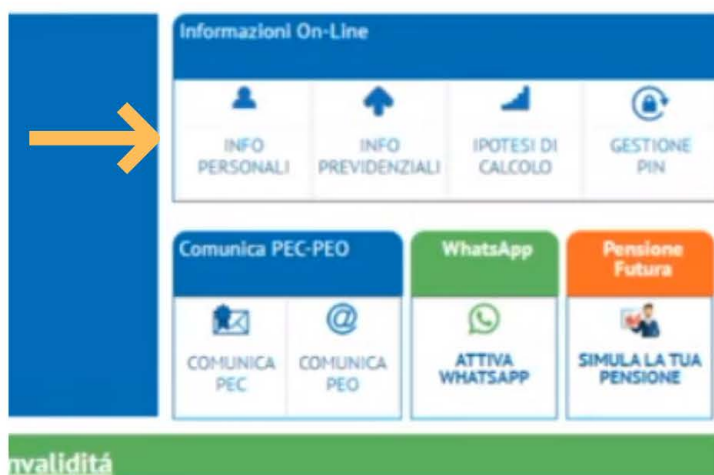 Informazioni On-Line
INFO
PERSONALI
INFO
PREVIDENZIALI
IPOTESI DI
CALCOLO
GESTIONE
PIN
Comunica PEC-PEO
COMUNICA
PEC
COMUNICA
PEO
WhatsApp
ATTIVA
WHATSAPP
Pensione
Futura
SIMULA LA TUA
PENSIONE
nvaliditá